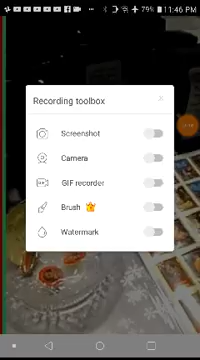 79% 11:46 PM
Recording toolbox
Screenshot
Camera
GIF recorder
Brush
Watermark